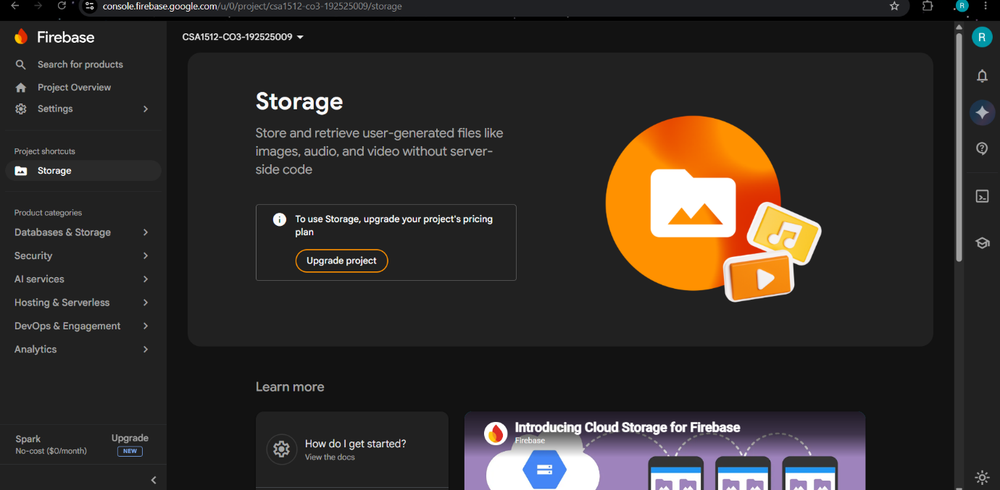 console.firebase.google.com/u/0/project/csa1512-co3-192525009/storage
R
Firebase
Search for products
Project Overview
Settings
Project shortcuts
Storage
Product categories
Databases & Storage
Security
AI services
Hosting & Serverless
DevOps & Engagement
Analytics
Spark
No-cost ($0/month)
Upgrade
NEW
CSA1512-CO3-192525009
Storage
Store and retrieve user-generated files like
images, audio, and video without server-
side code
To use Storage, upgrade your project's pricing
plan
Upgrade project
Learn more
How do I get started?
View the docs
Introducing Cloud Storage for Firebase
Firebase
R